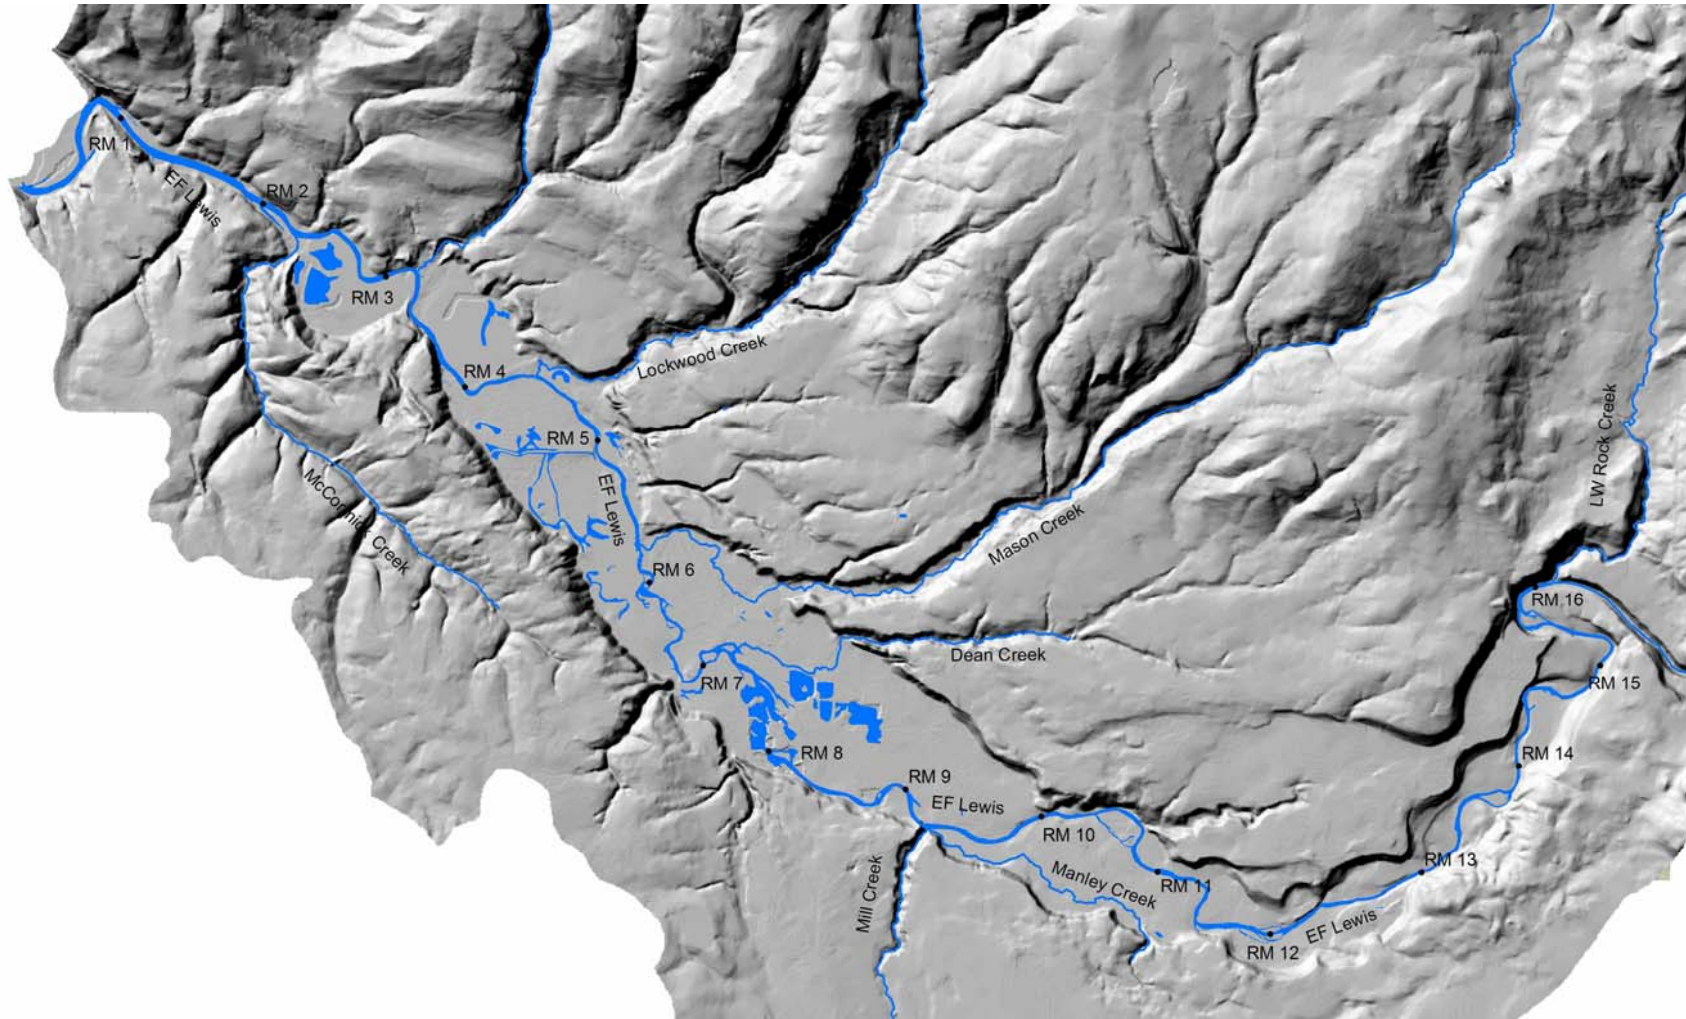 RM 1
EF Lewis
RM 2
RM 3
RM 4
Lockwood Creek
RM 5
LW Rock Creek
McCormick Creek
EF Lewis
Mason Creek
RM 6
RM 16
Dean Creek
RM 7
RM 15
RM 8
RM 14
RM 9
EF Lewis
RM 10
RM 13
Manley Creek
RM 11
Mill Creek
EF Lewis
RM 12